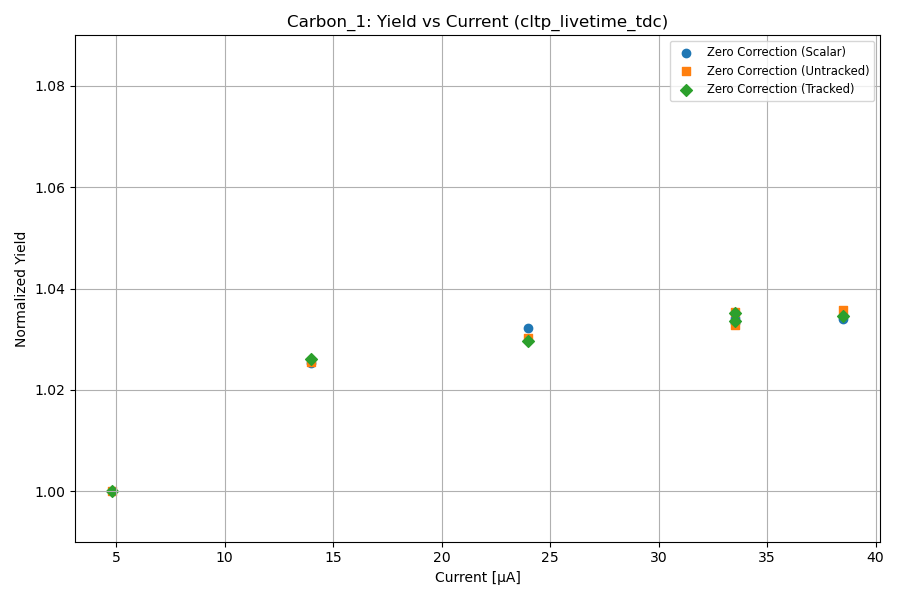 Carbon_1: Yield vs Current (cltp_livetime_tdc)
Zero Correction (Scalar)
Zero Correction (Untracked)
Zero Correction (Tracked)
Normalized Yield
1.08
1.06
1.04
1.02
1.00
5 10 15 20 25 30 35 40
Current [μA]